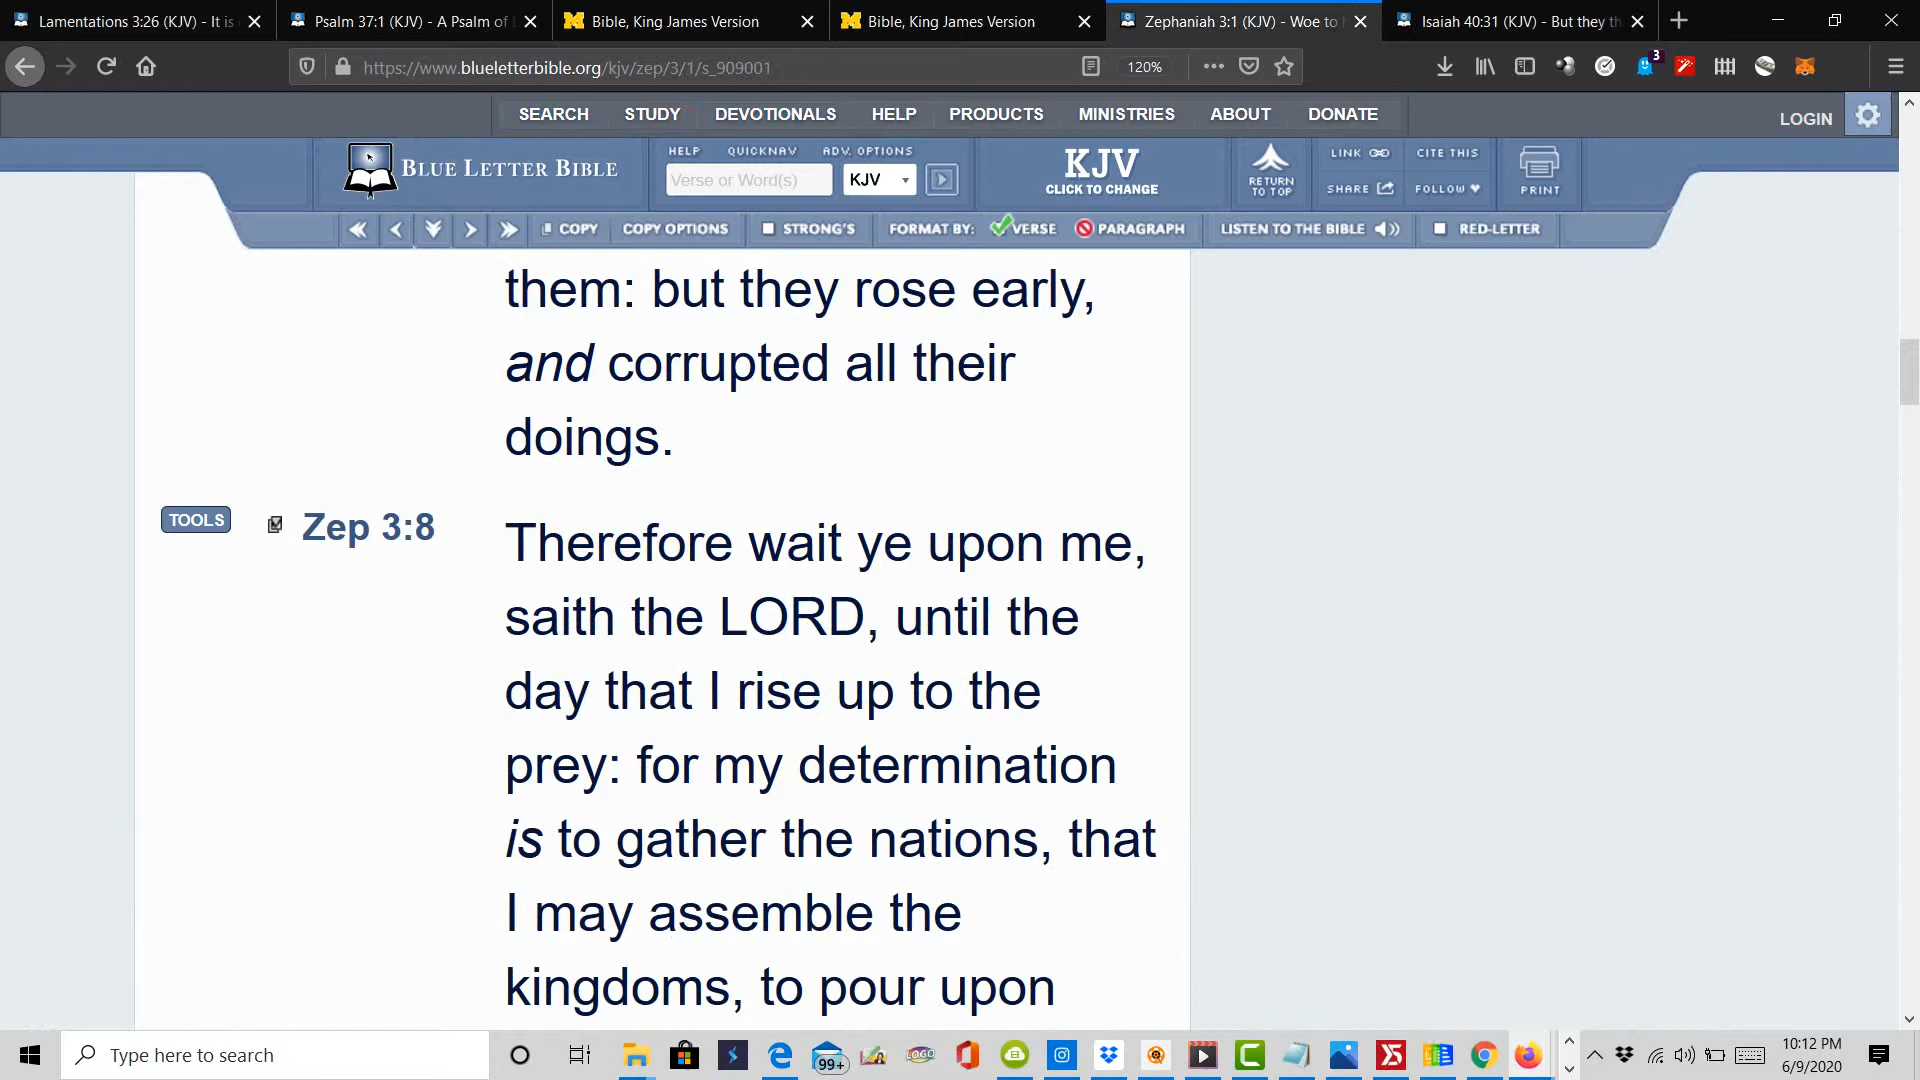 Lamentations 3:26 (KJV) - It is
Psalm 37:1 (KJV) - A Psalm of
Bible, King James Version
Bible, King James Version
Zephaniah 3:1 (KJV) - Woe to
Isaiah 40:31 (KJV) - But they th
https://www.blueletterbible.org/kjv/zep/3/1/s_909001
120%
3
SEARCH STUDY DEVOTIONALS HELP PRODUCTS MINISTRIES ABOUT DONATE
LOGIN
BLUE LETTER BIBLE
HELP QUICKNAV ADV. OPTIONS
Verse or Word(s)
KJV
KJV
CLICK TO CHANGE
RETURN
TO TOP
LINK CITE THIS
SHARE FOLLOW
PRINT
COPY COPY OPTIONS STRONG'S FORMAT BY: VERSE PARAGRAPH LISTEN TO THE BIBLE RED-LETTER
them: but they rose early,
and corrupted all their
doings.
TOOLS Zep 3:8
Therefore wait ye upon me,
saith the LORD, until the
day that I rise up to the
prey: for my determination
is to gather the nations, that
I may assemble the
kingdoms, to pour upon
Type here to search
99+
LOGO
10:12 PM
6/9/2020